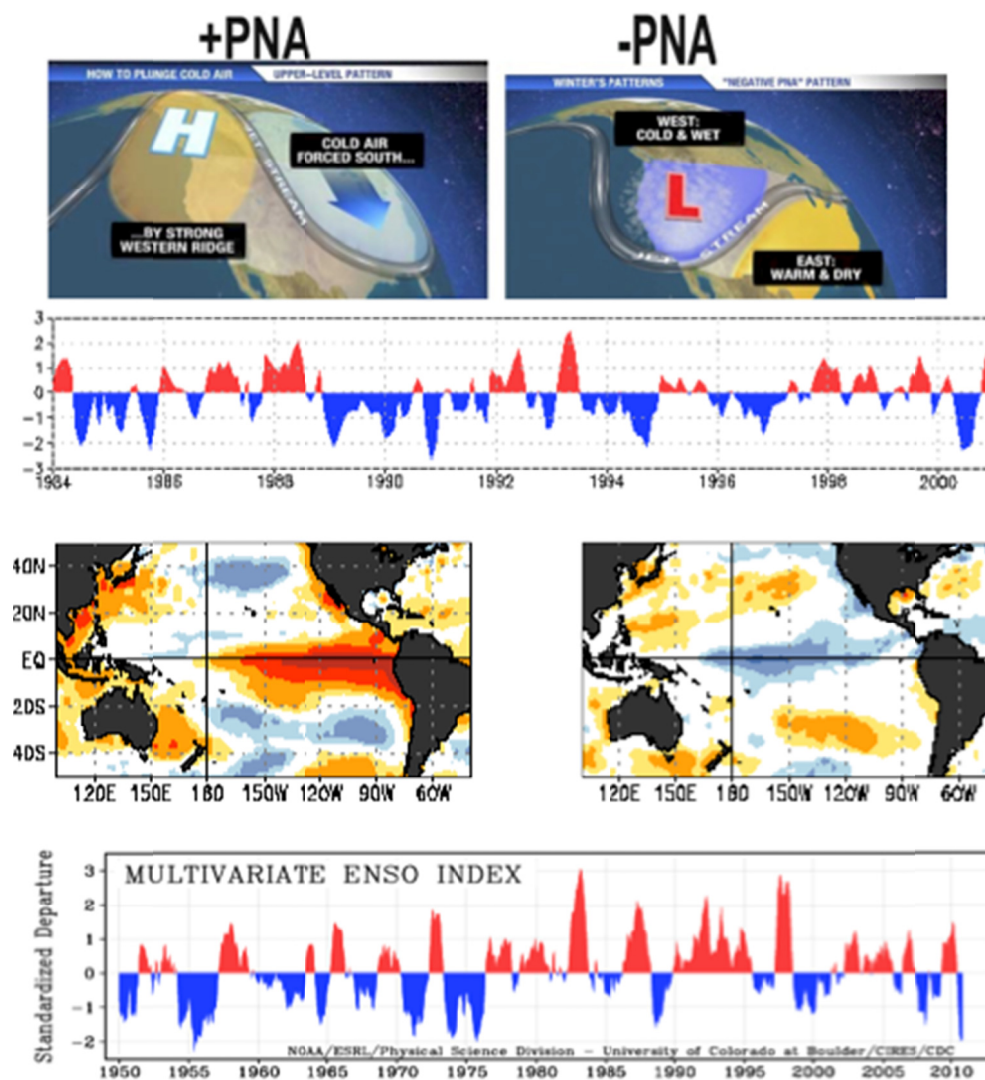 +PNA
-PNA
HOW TO PLUNGE COLD AIR
UPPER-LEVEL PATTERN
WINTER'S PATTERNS
"NEGATIVE PNA" PATTERN
H
COLD AIR
FORCED SOUTH...
JET STREAM
...BY STRONG
WESTERN RIDGE
WEST:
COLD & WET
L
JET STREAM
EAST:
WARM & DRY
3
2
1
0
-1
-2
-3
1984 1986 1988 1990 1992 1994 1996 1998 2000
40N
20N
EQ
20S
40S
120E 150E 180 150W 120W 90W 60W
120E 150E 180 150W 120W 90W 60W
Standardized Departure
MULTIVARIATE ENSO INDEX
3
2
1
0
-1
-2
NOAA/ESRL/Physical Science Division – University of Colorado at Boulder/CIRES/CDC
1950 1955 1960 1965 1970 1975 1980 1985 1990 1995 2000 2005 2010